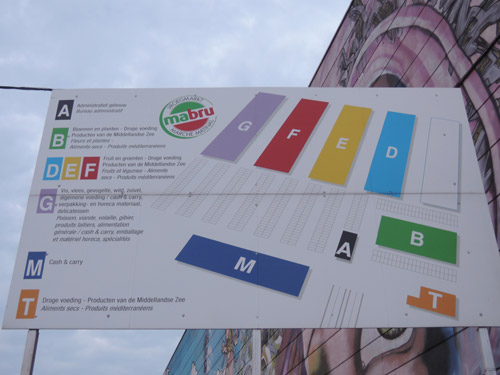 A
Administratief gebouw
Bureau administratif
VROEGMARKT
mabru
MARCHE MATINAL
B
Bloemen en planten - Droge voeding
Producten van de Middellandse Zee
Fleurs et plantes
Aliments secs - Produits méditerranéens
D E F
Fruit en groenten - Droge voeding
Producten van de Middellandse Zee
Fruits et légumes - Aliments
secs - Produits méditerranéens
G
Vis, vlees, gevogelte, wild, zuivel,
algemene voeding / cash & carry,
verpakking- en horeca materiaal,
delicatessen
Poisson, viande, volaille, gibier,
produits laitiers, alimentation
générale / cash & carry, emballage
et matériel horeca, spécialités
M
Cash & carry
T
Droge voeding - Producten van de Middellandse Zee
Aliments secs - Produits méditerranéens
G
F
E
D
M
A
B
T